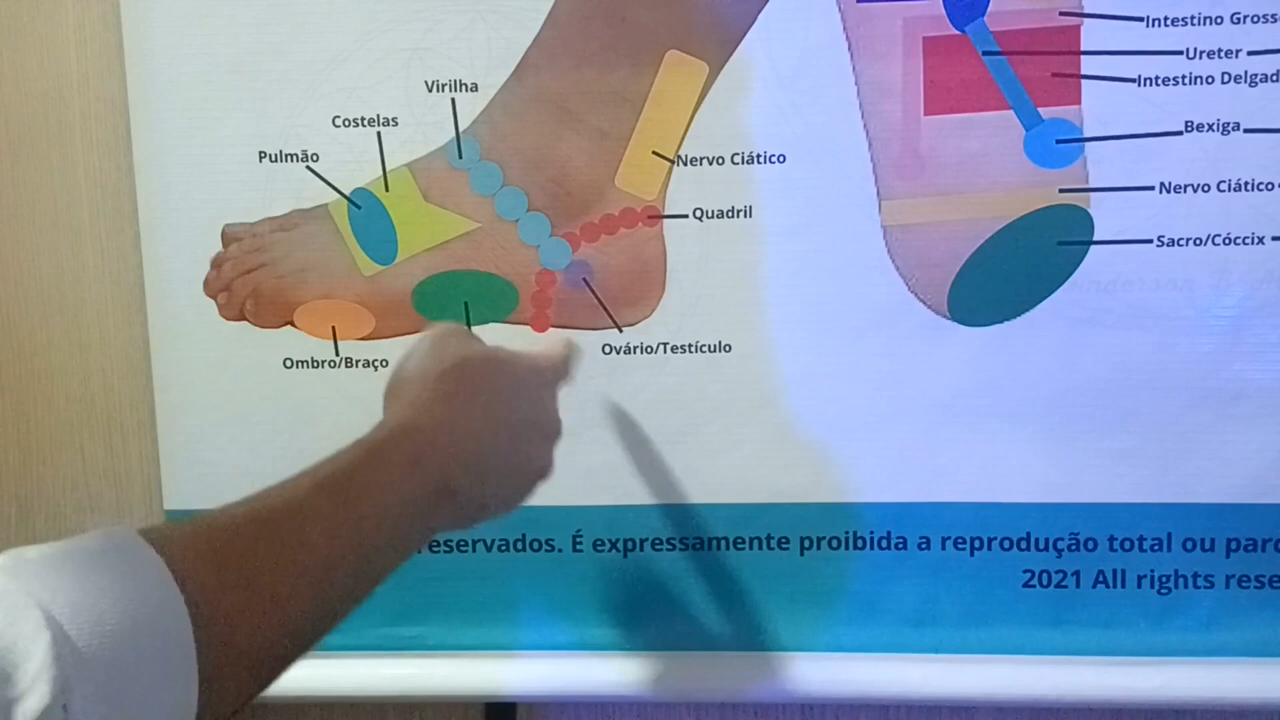 Virilha
Costelas
Pulmão
Nervo Ciático
Quadril
Ovário/Testículo
Ombro/Braço
Intestino Gross
Ureter
Intestino Delgad
Bexiga
Nervo Ciático
Sacro/Cóccix
eservados. É expressamente proibida a reprodução total ou parc
2021 All rights rese